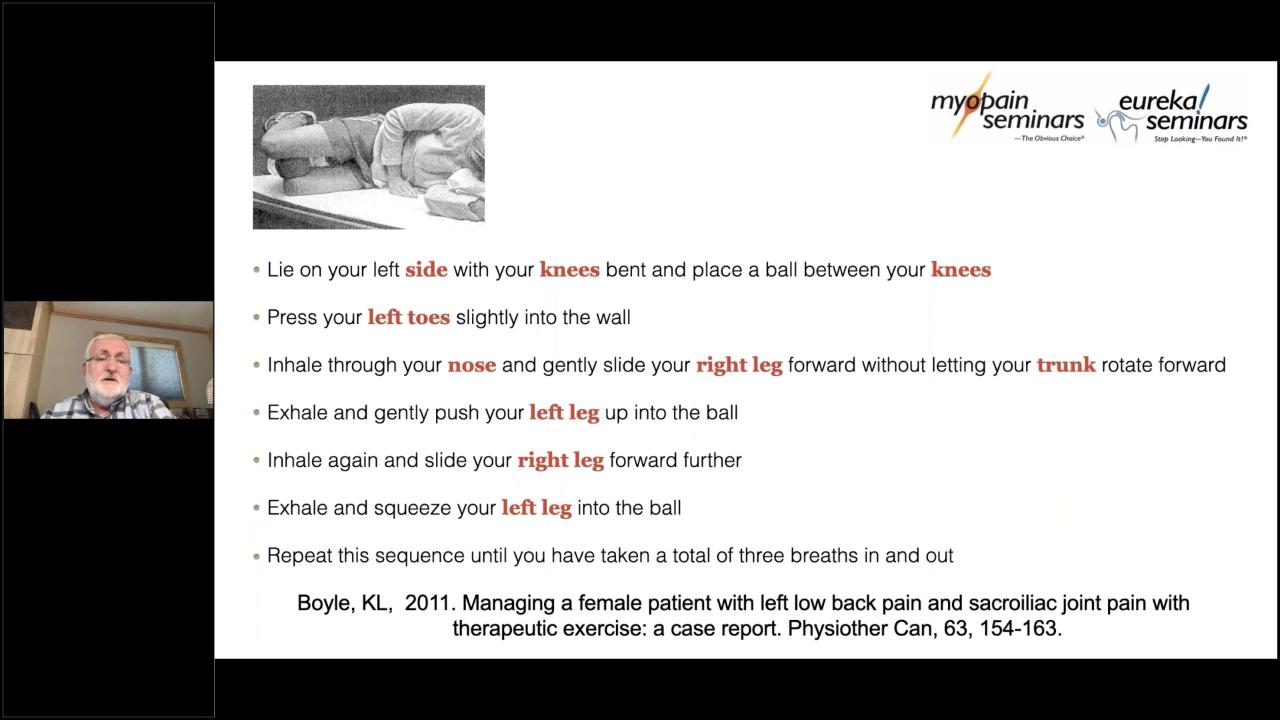 myopain
seminars
—The Obvious Choice®
eureka!
seminars
Stop Looking—You Found It!®
• Lie on your left side with your knees bent and place a ball between your knees
• Press your left toes slightly into the wall
• Inhale through your nose and gently slide your right leg forward without letting your trunk rotate forward
• Exhale and gently push your left leg up into the ball
• Inhale again and slide your right leg forward further
• Exhale and squeeze your left leg into the ball
• Repeat this sequence until you have taken a total of three breaths in and out
Boyle, KL, 2011. Managing a female patient with left low back pain and sacroiliac joint pain with
therapeutic exercise: a case report. Physiother Can, 63, 154-163.